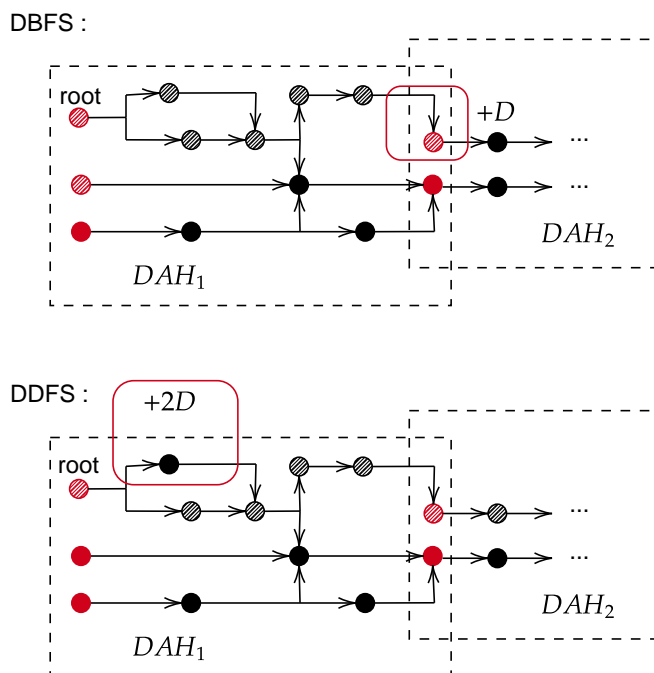 DBFS :
root
+D
...
...
DAH₁
DAH₂
DDFS :
+2D
root
...
...
DAH₂
DAH₁